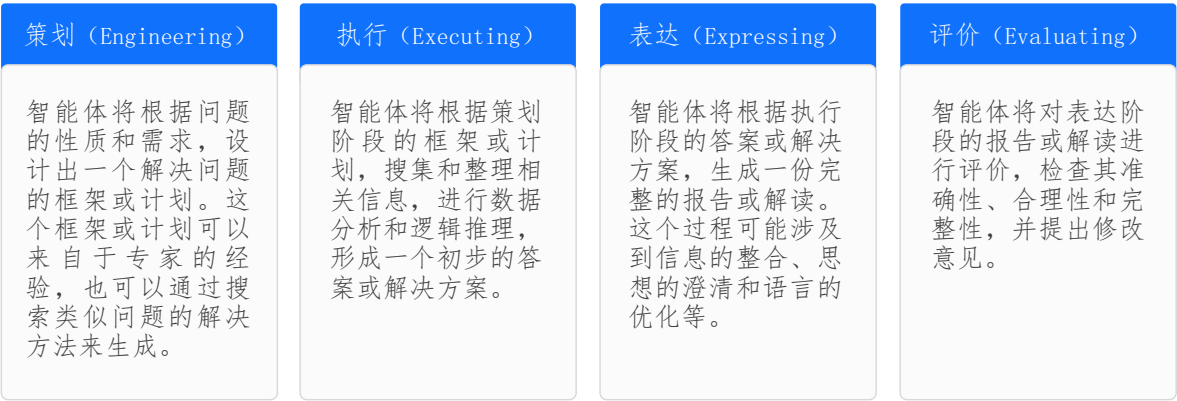 策划（Engineering）
智能体将根据问题
的性质和需求，设
计出一个解决问题
的框架或计划。这
个框架或计划可以
来自于专家的经
验，也可以通过搜
索类似问题的解决
方法来生成。
执行（Executing）
智能体将根据策划
阶段的框架或计
划，搜集和整理相
关信息，进行数据
分析和逻辑推理，
形成一个初步的答
案或解决方案。
表达（Expressing）
智能体将根据执行
阶段的答案或解决
方案，生成一份完
整的报告或解读。
这个过程可能涉及
到信息的整合、思
想的澄清和语言的
优化等。
评价（Evaluating）
智能体将对表达阶
段的报告或解读进
行评价，检查其准
确性、合理性和完
整性，并提出修改
意见。